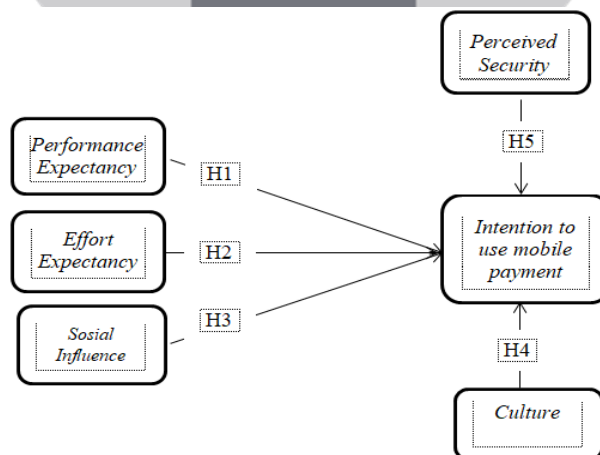 Perceived
Security
H5
Performance
Expectancy
H1
Effort
Expectancy
H2
Intention to
use mobile
payment
Sosial
Influence
H3
H4
Culture